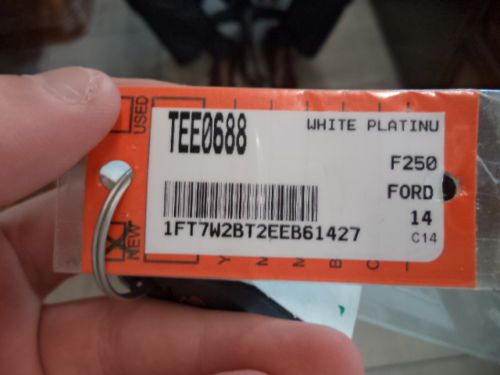 TEE0688
WHITE PLATINU
F250
FORD
14
C14
1FT7W2BT2EEB61427
USED
X NEW